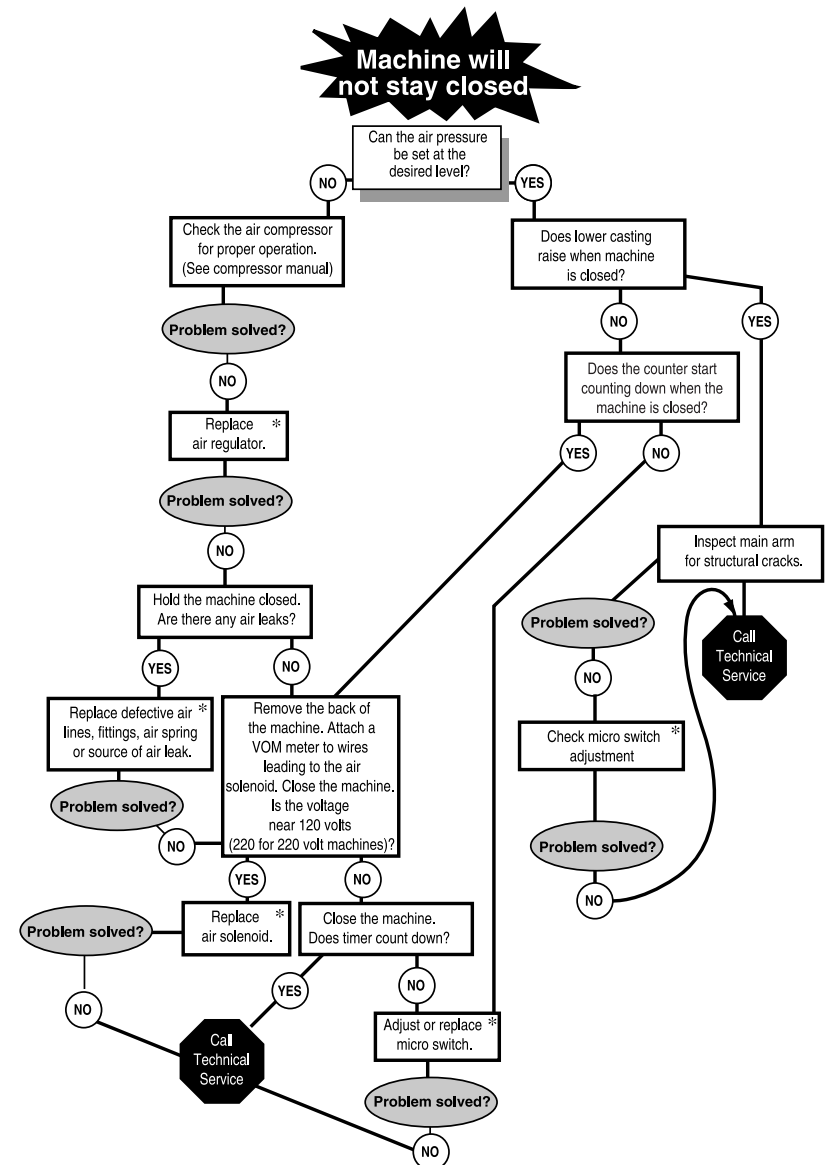 Machine will
not stay closed
Can the air pressure
be set at the
desired level?
NO
YES
Check the air compressor
for proper operation.
(See compressor manual)
Does lower casting
raise when machine
is closed?
Problem solved?
NO
YES
NO
Does the counter start
counting down when the
machine is closed?
Replace *
air regulator.
YES
NO
Problem solved?
NO
Inspect main arm
for structural cracks.
Hold the machine closed.
Are there any air leaks?
Problem solved?
Call
Technical
Service
YES
NO
NO
Replace defective air *
lines, fittings, air spring
or source of air leak.
Remove the back of
the machine. Attach a
VOM meter to wires
leading to the air
solenoid. Close the machine.
Is the voltage
near 120 volts
(220 for 220 volt machines)?
Check micro switch *
adjustment
Problem solved?
NO
Problem solved?
YES
NO
NO
Replace *
air solenoid.
Close the machine.
Does timer count down?
Problem solved?
YES
NO
NO
Adjust or replace *
micro switch.
Call
Technical
Service
Problem solved?
NO